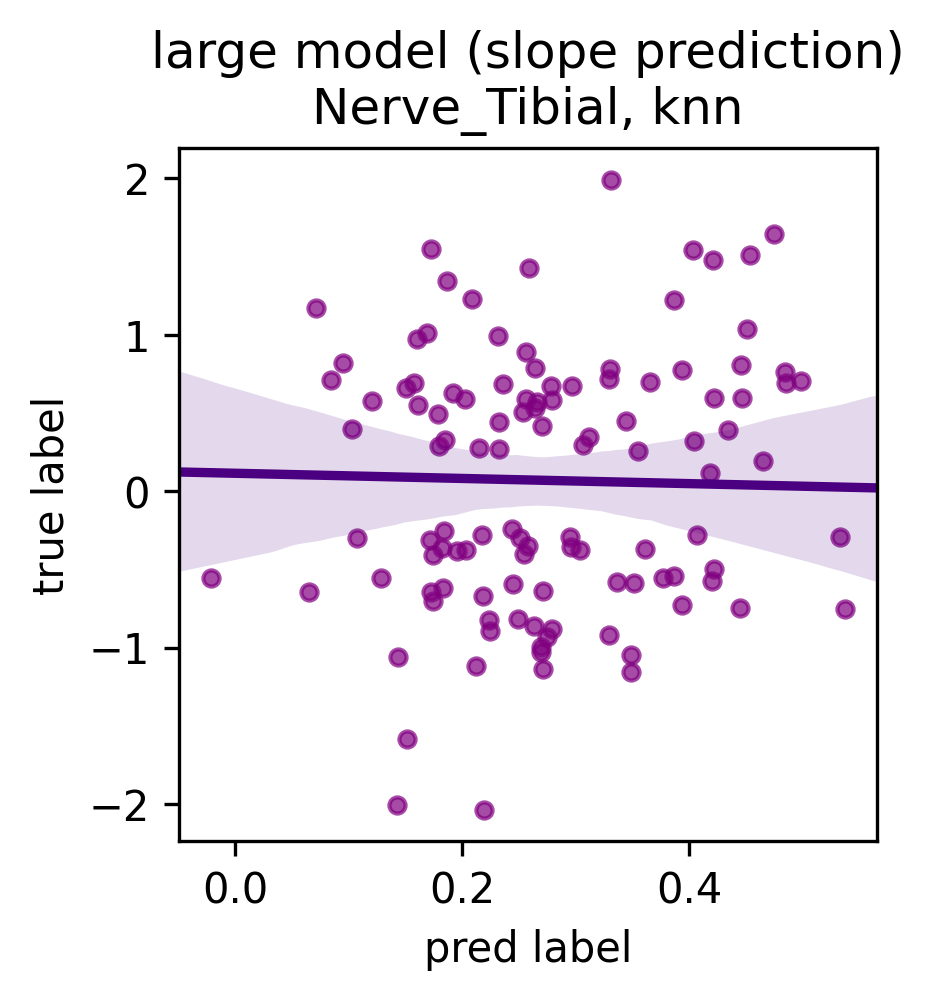 large model (slope prediction)
Nerve_Tibial, knn
2
1
0
−1
−2
true label
0.0
0.2
0.4
pred label